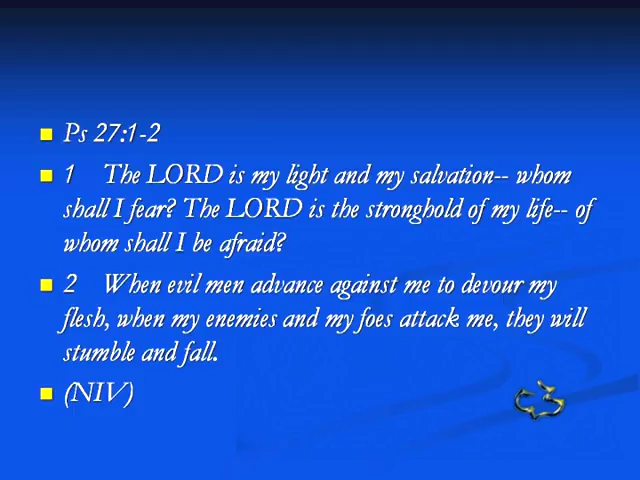 Ps 27:1-2
1 The LORD is my light and my salvation-- whom
shall I fear? The LORD is the stronghold of my life-- of
whom shall I be afraid?
2 When evil men advance against me to devour my
flesh, when my enemies and my foes attack me, they will
stumble and fall.
(NIV)